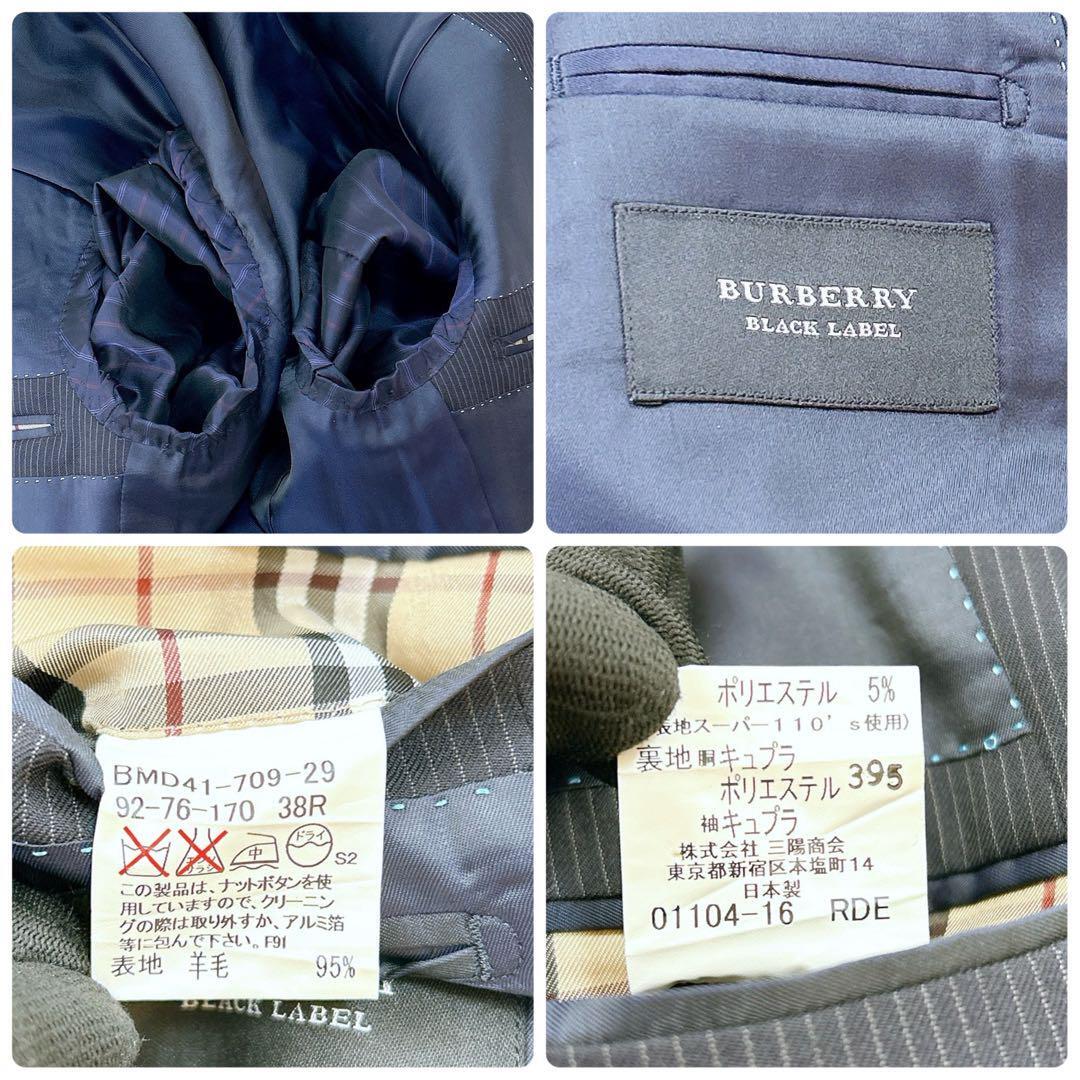 BURBERRY
BLACK LABEL
BMD41-709-29
92-76-170 38R
中 ドライ S2
この製品は、ナットボタンを使
用していますので、クリーニン
グの際は取り外すか、アルミ箔
等に包んで下さい。F91
表地 羊毛 95%
BLACK LABEL
ポリエステル 5%
表地スーパー110's使用)
裏地 胴キュプラ
ポリエステル 395
袖キュプラ
株式会社 三陽商会
東京都新宿区本塩町14
日本製
01104-16 RDE